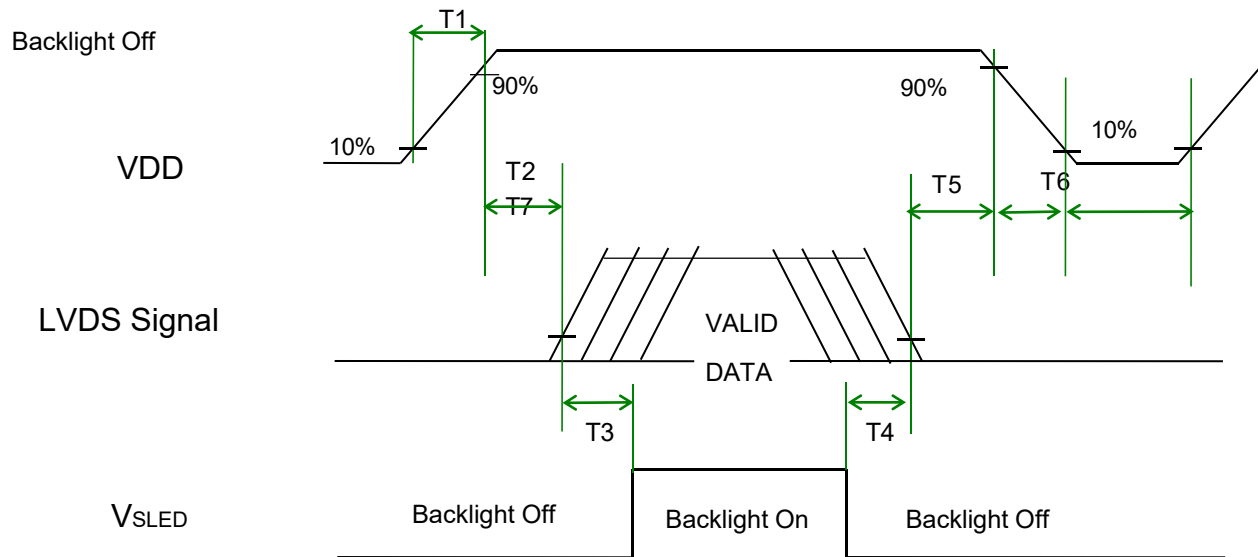 T1
Backlight Off
90%
90%
10%
10%
VDD
T2
T7
T5
T6
LVDS Signal
VALID
DATA
T3
T4
VSLED
Backlight Off
Backlight On
Backlight Off